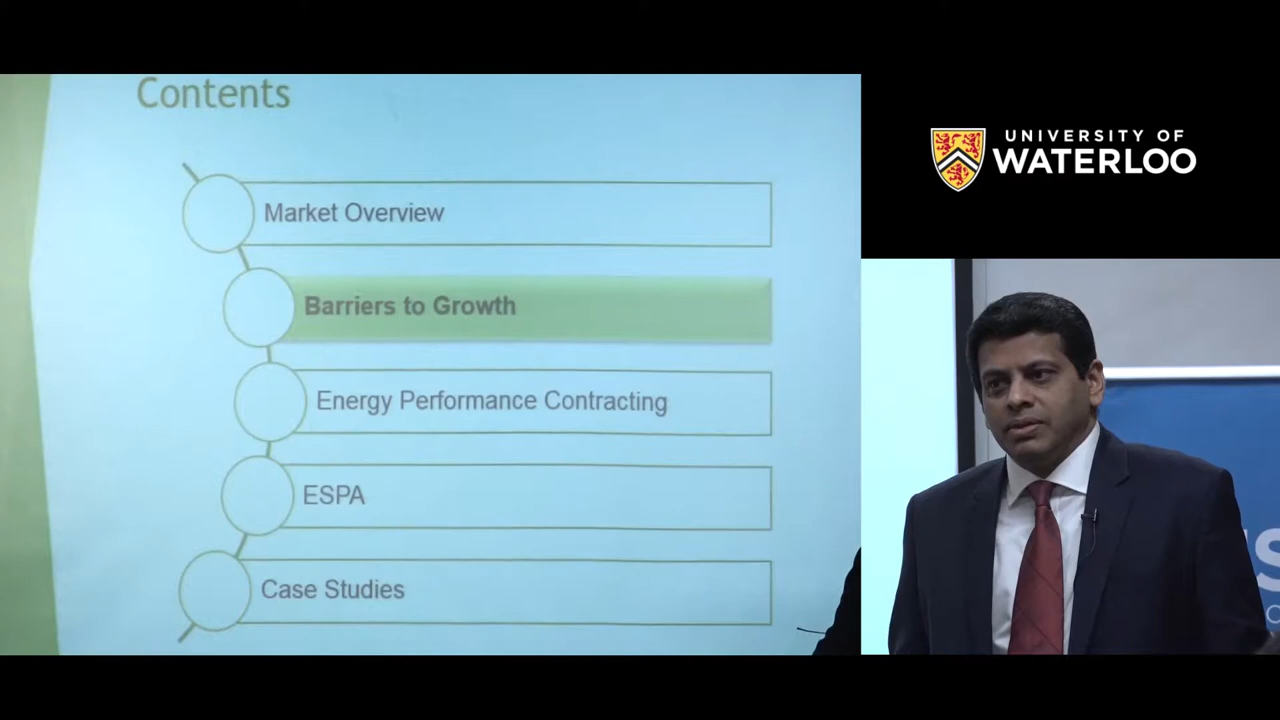 Contents
Market Overview
Barriers to Growth
Energy Performance Contracting
ESPA
Case Studies
UNIVERSITY OF
WATERLOO